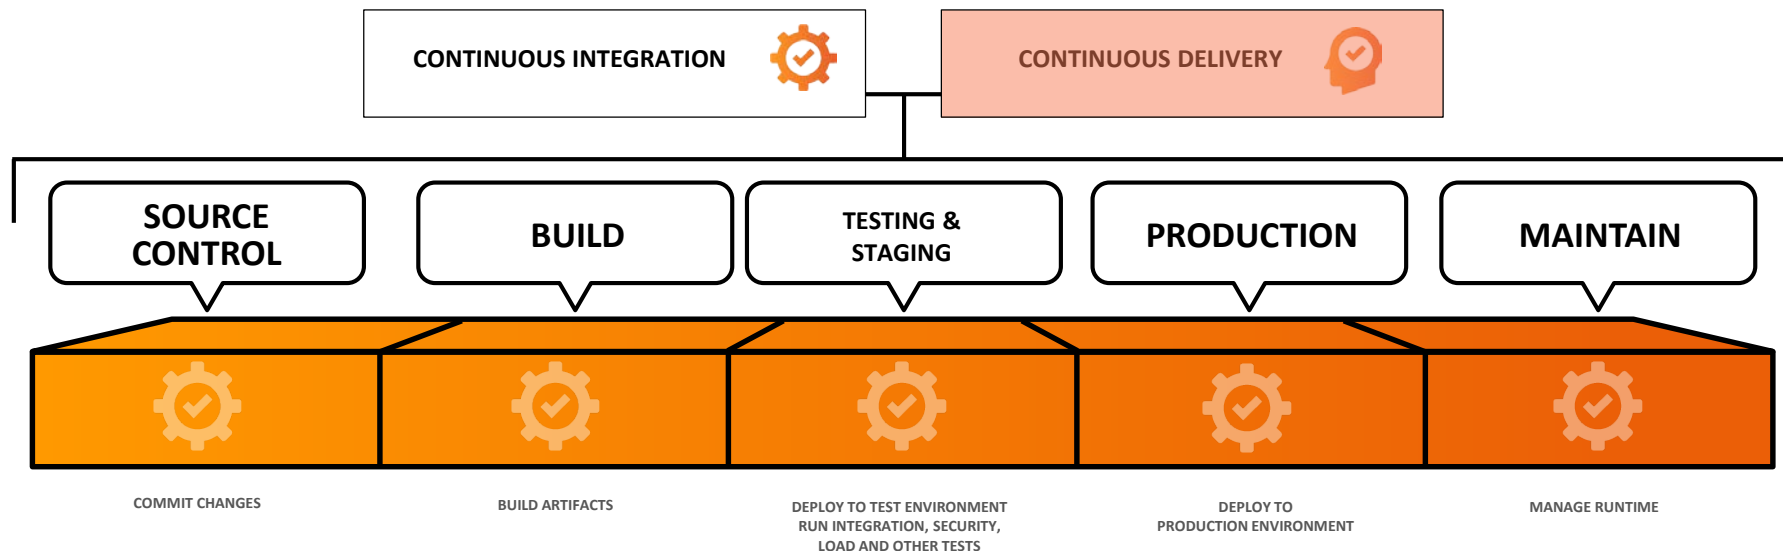 CONTINUOUS INTEGRATION
CONTINUOUS DELIVERY
SOURCE
CONTROL
BUILD
TESTING &
STAGING
PRODUCTION
MAINTAIN
COMMIT CHANGES
BUILD ARTIFACTS
DEPLOY TO TEST ENVIRONMENT
RUN INTEGRATION, SECURITY,
LOAD AND OTHER TESTS
DEPLOY TO
PRODUCTION ENVIRONMENT
MANAGE RUNTIME